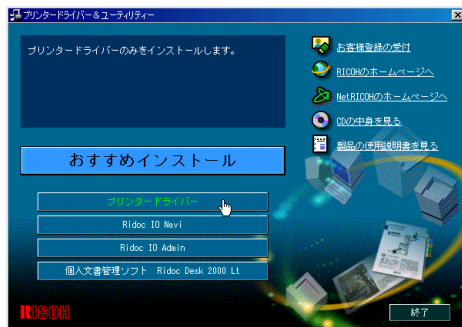 プリンタードライバー＆ユーティリティー
プリンタードライバーのみをインストールします。
お客様登録の受付
RICOHのホームページへ
NetRICOHのホームページへ
CDの中身を見る
製品の使用説明書を見る
おすすめインストール
プリンタードライバー
Ridoc IO Navi
Ridoc IO Admin
個人文書管理ソフト Ridoc Desk 2000 Lt
RICOH
終了